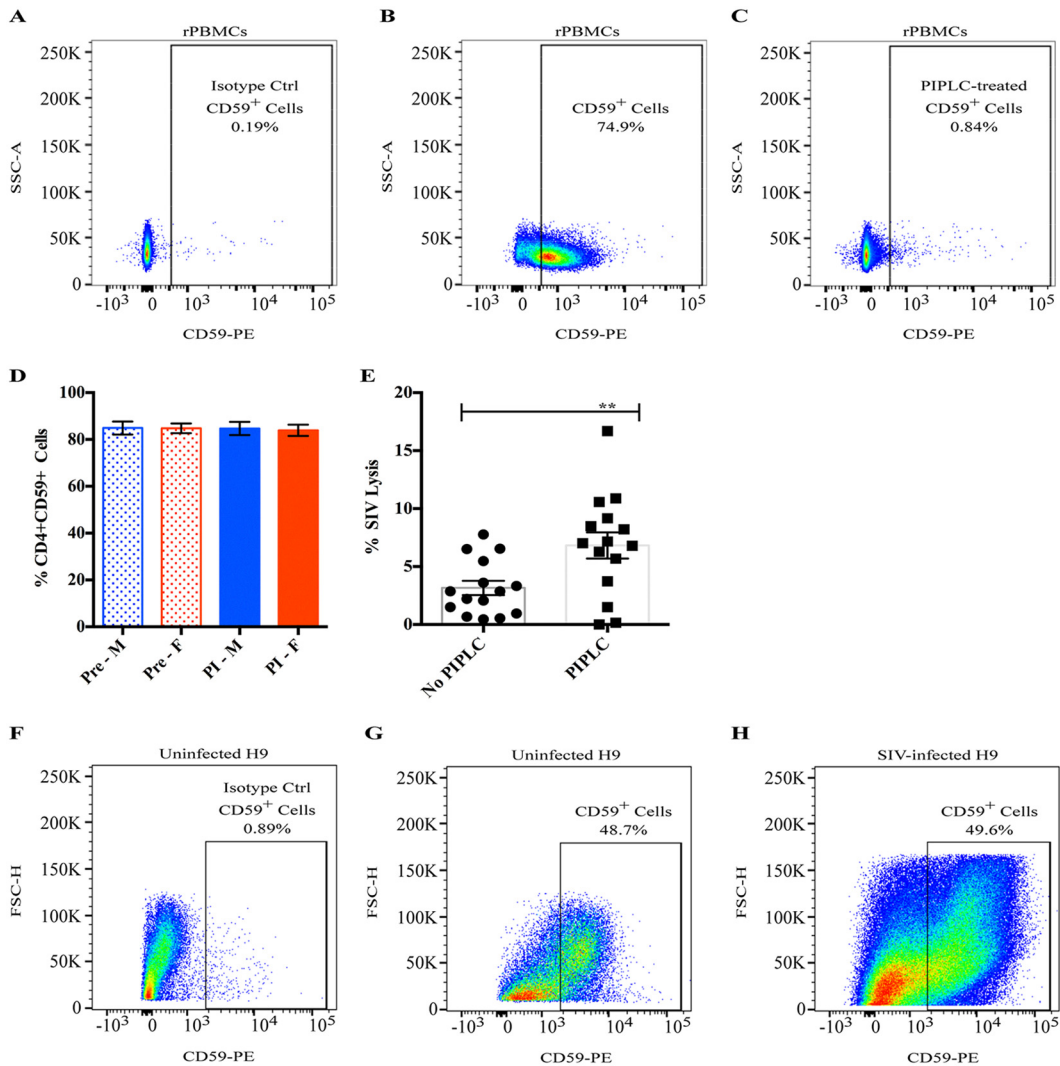 A
rPBMCs
250K
200K
150K
100K
50K
0
SSC-A
Isotype Ctrl
CD59+ Cells
0.19%
-10³ 0 10³ 10⁴ 10⁵
CD59-PE
B
rPBMCs
250K
200K
150K
100K
50K
0
SSC-A
CD59+ Cells
74.9%
-10³ 0 10³ 10⁴ 10⁵
CD59-PE
C
rPBMCs
250K
200K
150K
100K
50K
0
SSC-A
PIPLC-treated
CD59+ Cells
0.84%
-10³ 0 10³ 10⁴ 10⁵
CD59-PE
D
100
80
60
40
20
0
% CD4+CD59+ Cells
Pre - M
Pre - F
PI - M
PI - F
E
20
15
10
5
0
% SIV Lysis
**
No PIPLC
PIPLC
F
Uninfected H9
250K
200K
150K
100K
50K
0
FSC-H
Isotype Ctrl
CD59+ Cells
0.89%
-10³ 0 10³ 10⁴ 10⁵
CD59-PE
G
Uninfected H9
250K
200K
150K
100K
50K
0
FSC-H
CD59+ Cells
48.7%
-10³ 0 10³ 10⁴ 10⁵
CD59-PE
H
SIV-infected H9
250K
200K
150K
100K
50K
0
FSC-H
CD59+ Cells
49.6%
-10³ 0 10³ 10⁴ 10⁵
CD59-PE